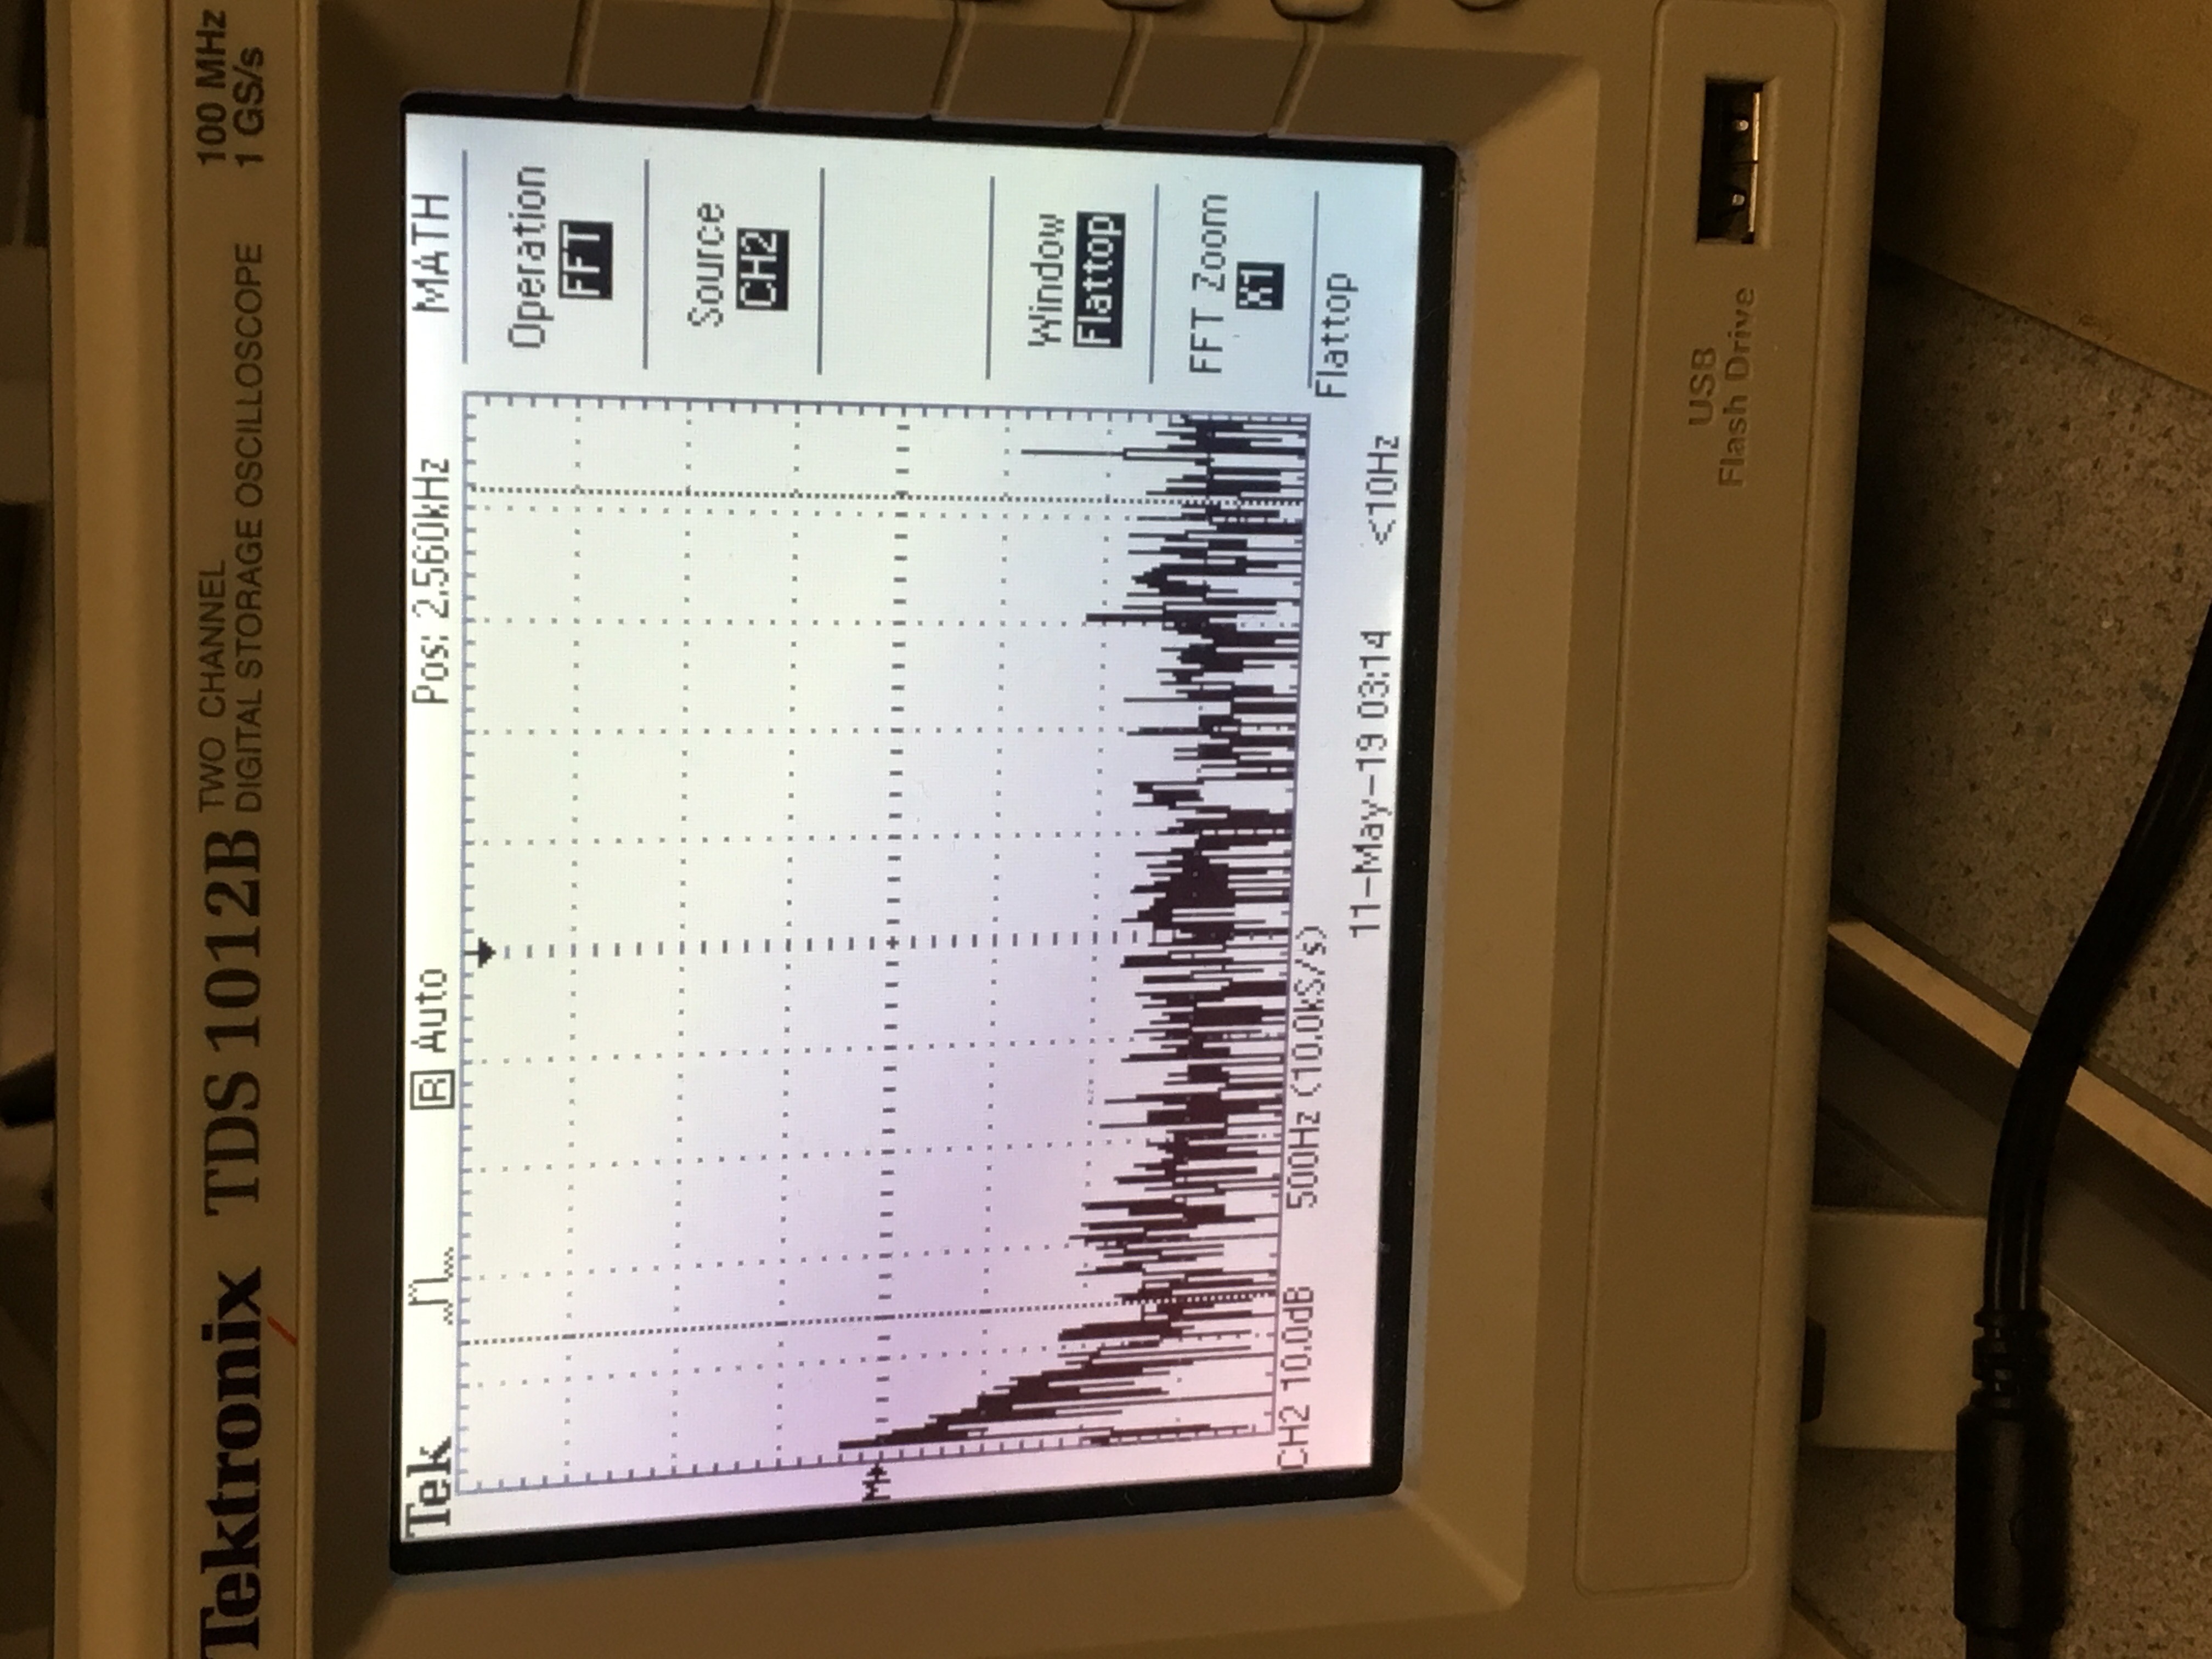 Tektronix TDS 1012B TWO CHANNEL DIGITAL STORAGE OSCILLOSCOPE 100 MHz 1 GS/s
Tek R Auto Pos: 2.560kHz MATH
Operation
FFT
Source
CH2
M
Window
Flattop
FFT Zoom
X1
CH2 10.0dB 500Hz (10.0kS/s)
Flattop
11-May-19 03:14 <10Hz
USB
Flash Drive